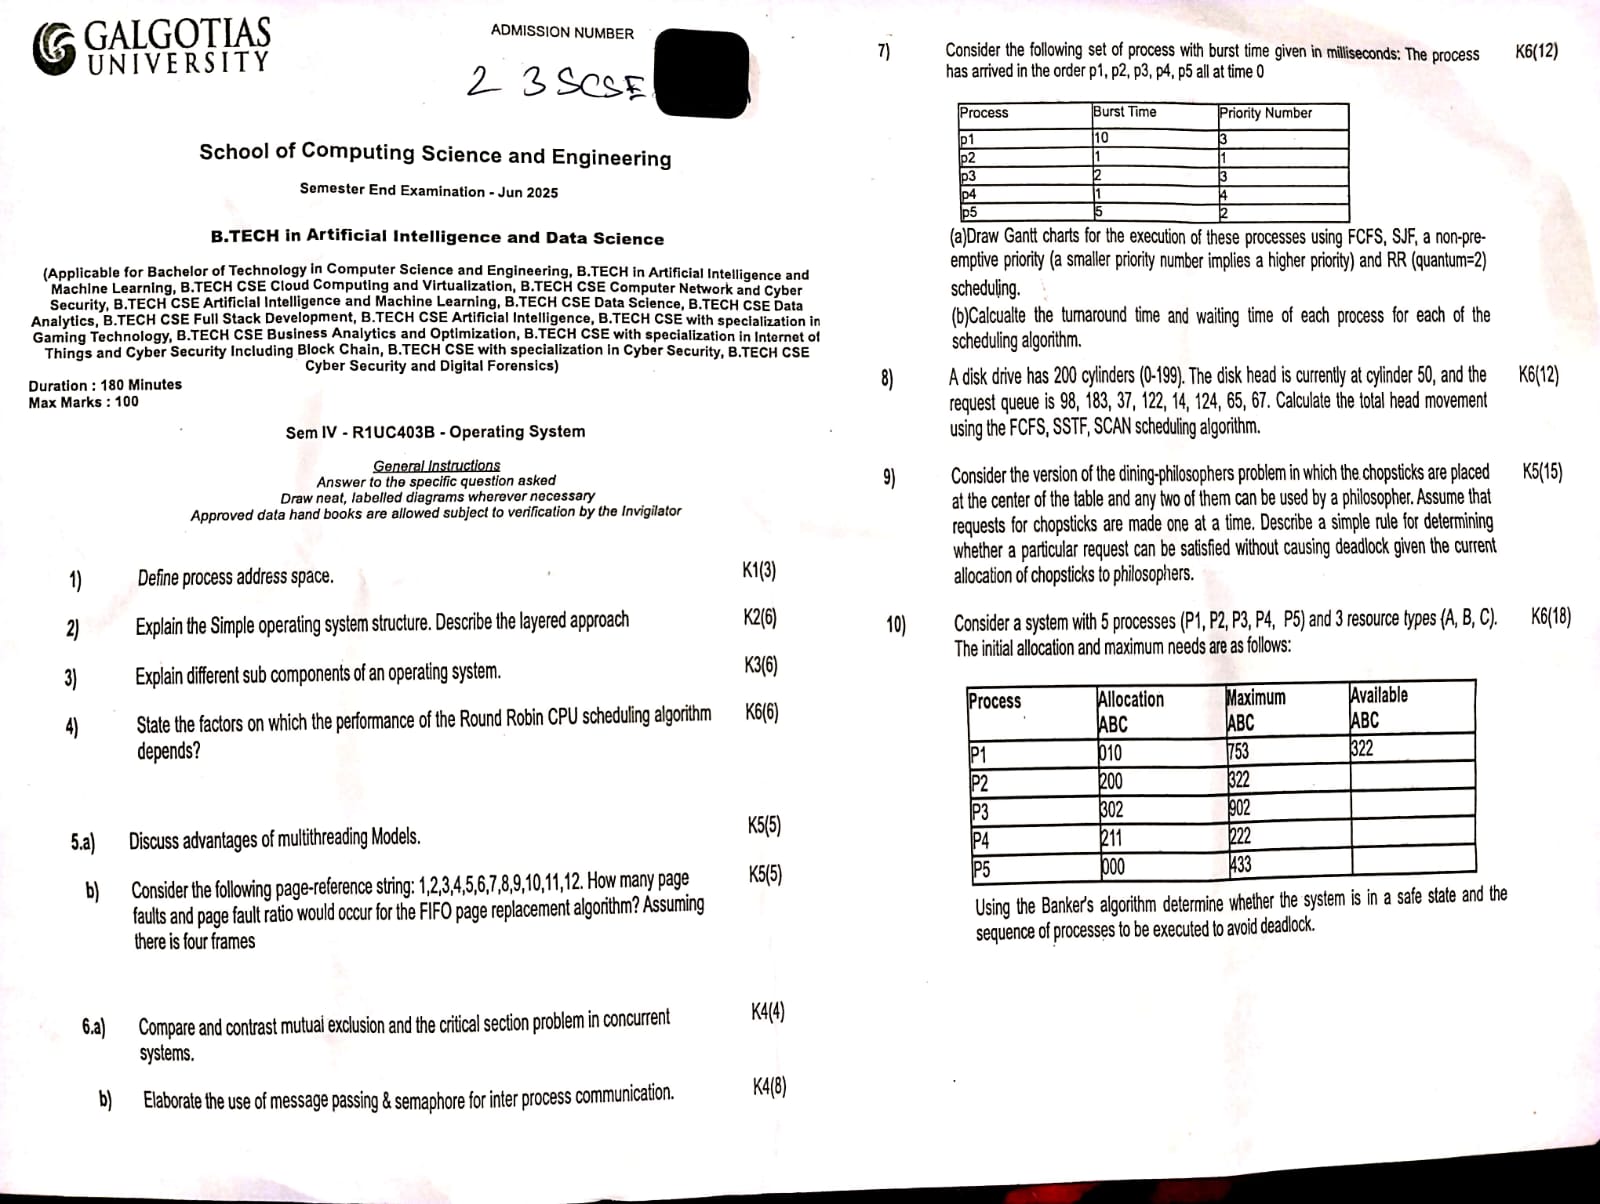 GALGOTIAS
UNIVERSITY
ADMISSION NUMBER
23SCSE
School of Computing Science and Engineering
Semester End Examination - Jun 2025
B.TECH in Artificial Intelligence and Data Science
(Applicable for Bachelor of Technology in Computer Science and Engineering, B.TECH in Artificial Intelligence and
Machine Learning, B.TECH CSE Cloud Computing and Virtualization, B.TECH CSE Computer Network and Cyber
Security, B.TECH CSE Artificial Intelligence and Machine Learning, B.TECH CSE Data Science, B.TECH CSE Data
Analytics, B.TECH CSE Full Stack Development, B.TECH CSE Artificial Intelligence, B.TECH CSE with specialization in
Gaming Technology, B.TECH CSE Business Analytics and Optimization, B.TECH CSE with specialization in Internet of
Things and Cyber Security Including Block Chain, B.TECH CSE with specialization in Cyber Security, B.TECH CSE
Cyber Security and Digital Forensics)
Duration : 180 Minutes
Max Marks : 100
Sem IV - R1UC403B - Operating System
General Instructions
Answer to the specific question asked
Draw neat, labelled diagrams wherever necessary
Approved data hand books are allowed subject to verification by the Invigilator
1) Define process address space. K1(3)
2) Explain the Simple operating system structure. Describe the layered approach K2(6)
3) Explain different sub components of an operating system. K3(6)
4) State the factors on which the performance of the Round Robin CPU scheduling algorithm K6(6)
depends?
5.a) Discuss advantages of multithreading Models. K5(5)
b) Consider the following page-reference string: 1,2,3,4,5,6,7,8,9,10,11,12. How many page K5(5)
faults and page fault ratio would occur for the FIFO page replacement algorithm? Assuming
there is four frames
6.a) Compare and contrast mutual exclusion and the critical section problem in concurrent K4(4)
systems.
b) Elaborate the use of message passing & semaphore for inter process communication. K4(8)
7) Consider the following set of process with burst time given in milliseconds: The process K6(12)
has arrived in the order p1, p2, p3, p4, p5 all at time 0
Process Burst Time Priority Number
p1 10 3
p2 1 1
p3 2 3
p4 1 4
p5 5 2
(a)Draw Gantt charts for the execution of these processes using FCFS, SJF, a non-pre-
emptive priority (a smaller priority number implies a higher priority) and RR (quantum=2)
scheduling.
(b)Calcualte the turnaround time and waiting time of each process for each of the
scheduling algorithm.
8) A disk drive has 200 cylinders (0-199). The disk head is currently at cylinder 50, and the K6(12)
request queue is 98, 183, 37, 122, 14, 124, 65, 67. Calculate the total head movement
using the FCFS, SSTF, SCAN scheduling algorithm.
9) Consider the version of the dining-philosophers problem in which the chopsticks are placed K5(15)
at the center of the table and any two of them can be used by a philosopher. Assume that
requests for chopsticks are made one at a time. Describe a simple rule for determining
whether a particular request can be satisfied without causing deadlock given the current
allocation of chopsticks to philosophers.
10) Consider a system with 5 processes (P1, P2, P3, P4, P5) and 3 resource types (A, B, C). K6(18)
The initial allocation and maximum needs are as follows:
Process Allocation Maximum Available
ABC ABC ABC
P1 010 753 322
P2 200 322
P3 302 902
P4 211 222
P5 000 433
Using the Banker's algorithm determine whether the system is in a safe state and the
sequence of processes to be executed to avoid deadlock.